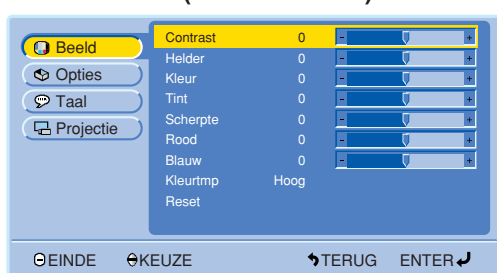 Beeld
Opties
Taal
Projectie
Contrast 0 - +
Helder 0 - +
Kleur 0 - +
Tint 0 - +
Scherpte 0 - +
Rood 0 - +
Blauw 0 - +
Kleurtmp Hoog
Reset
EINDE KEUZE TERUG ENTER